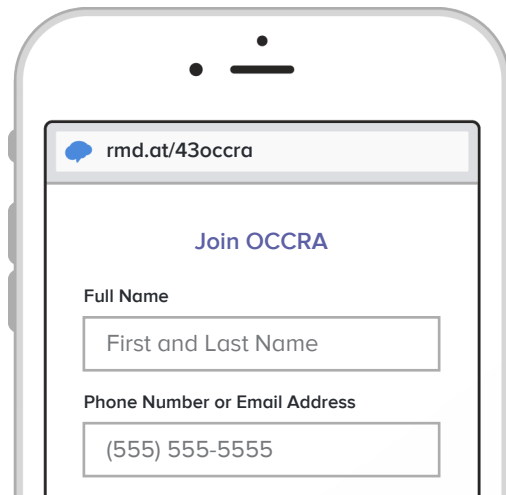 rmd.at/43occra
Join OCCRA
Full Name
First and Last Name
Phone Number or Email Address
(555) 555-5555